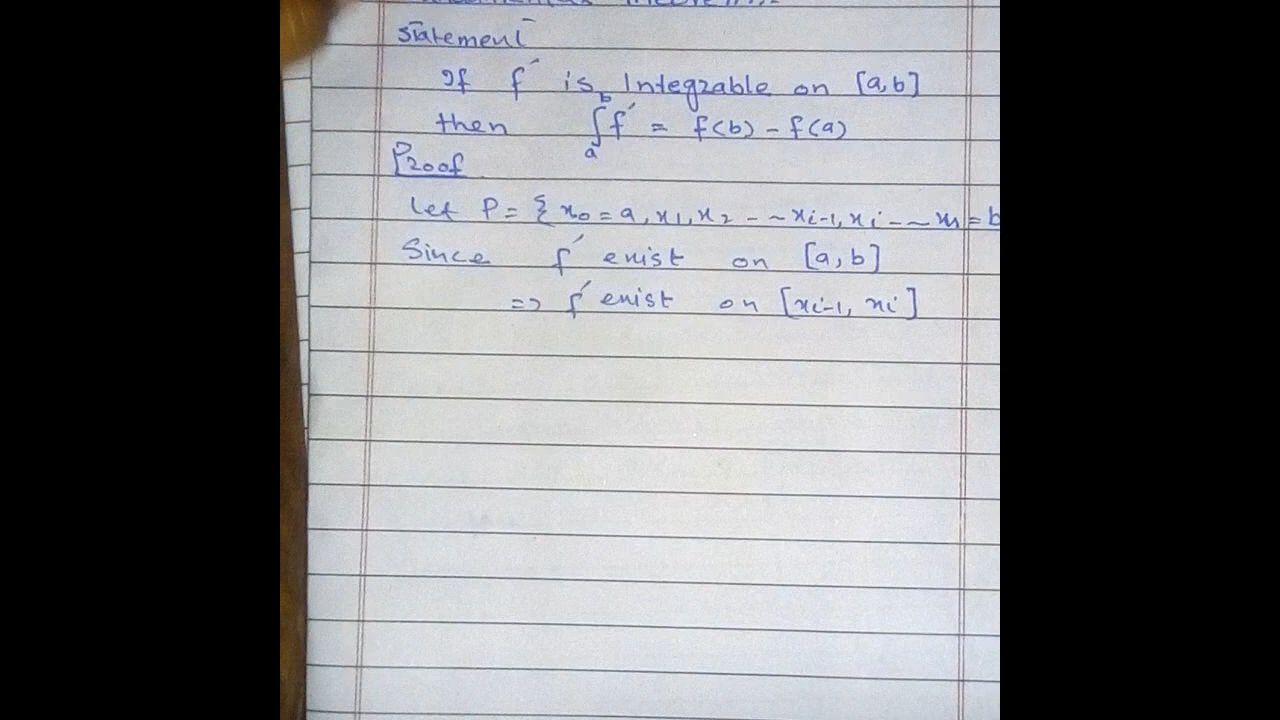 Theorem:
Statement
If f′ is Integrable on [a,b]
then ∫ₐᵇ f′ = f(b) - f(a)
Proof
Let P = { x₀ = a, x₁, x₂ - ~ xi-1, xi - ~ xn = b
Since f′ exist on [a,b]
=> f′ exist on [xi-1, xi]